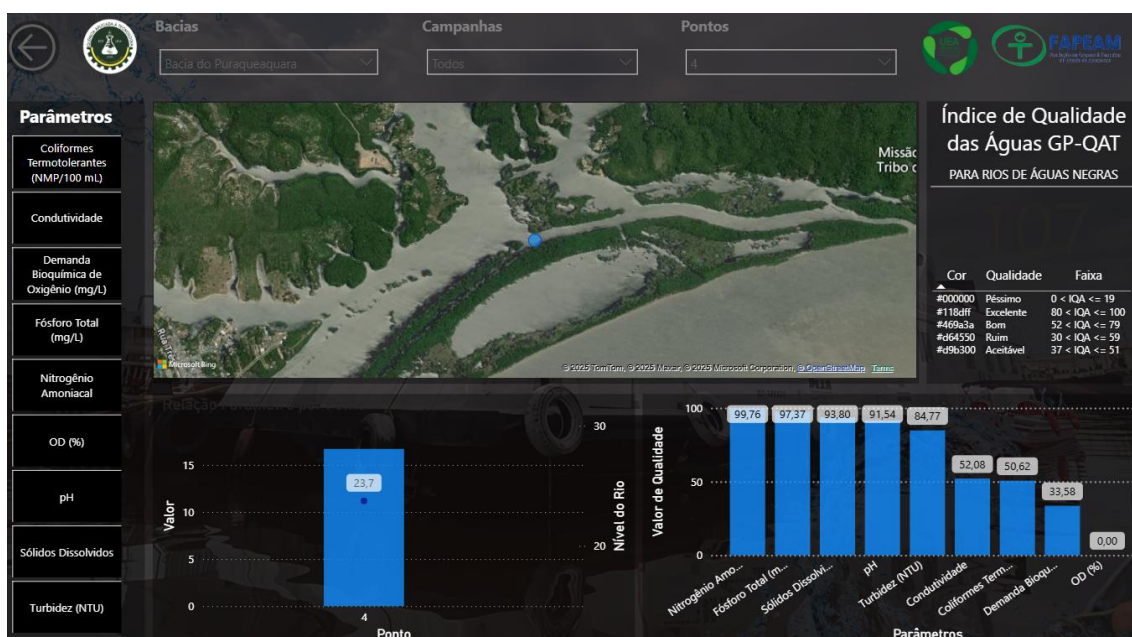 Bacias
Campanhas
Pontos
Bacia do Puraqueaquara
Todos
4
UEA
FAPEAM
Parâmetros
Coliformes
Termotolerantes
(NMP/100 mL)
Condutividade
Demanda
Bioquímica de
Oxigênio (mg/L)
Fósforo Total
(mg/L)
Nitrogênio
Amoniacal
OD (%)
pH
Sólidos Dissolvidos
Turbidez (NTU)
Missão
Tribo d
Microsoft Bing
© 2025 TomTom, © 2025 Maxar, © 2025 Microsoft Corporation, © OpenStreetMap Terms
Índice de Qualidade
das Águas GP-QAT
PARA RIOS DE ÁGUAS NEGRAS
107
Cor Qualidade Faixa
#000000 Péssimo 0 < IQA <= 19
#118dff Excelente 80 < IQA <= 100
#469a3a Bom 52 < IQA <= 79
#d64550 Ruim 30 < IQA <= 59
#d9b300 Aceitável 37 < IQA <= 51
Valor
15
10
5
0
23,7
4
Ponto
30
20
Nível do Rio
Valor de Qualidade
100
50
0
99,76
97,37
93,80
91,54
84,77
52,08
50,62
33,58
0,00
Nitrogênio Amo...
Fósforo Total (m...
Sólidos Dissolvi...
pH
Turbidez (NTU)
Condutividade
Coliformes Term...
Demanda Bioqu...
OD (%)
Parâmetros